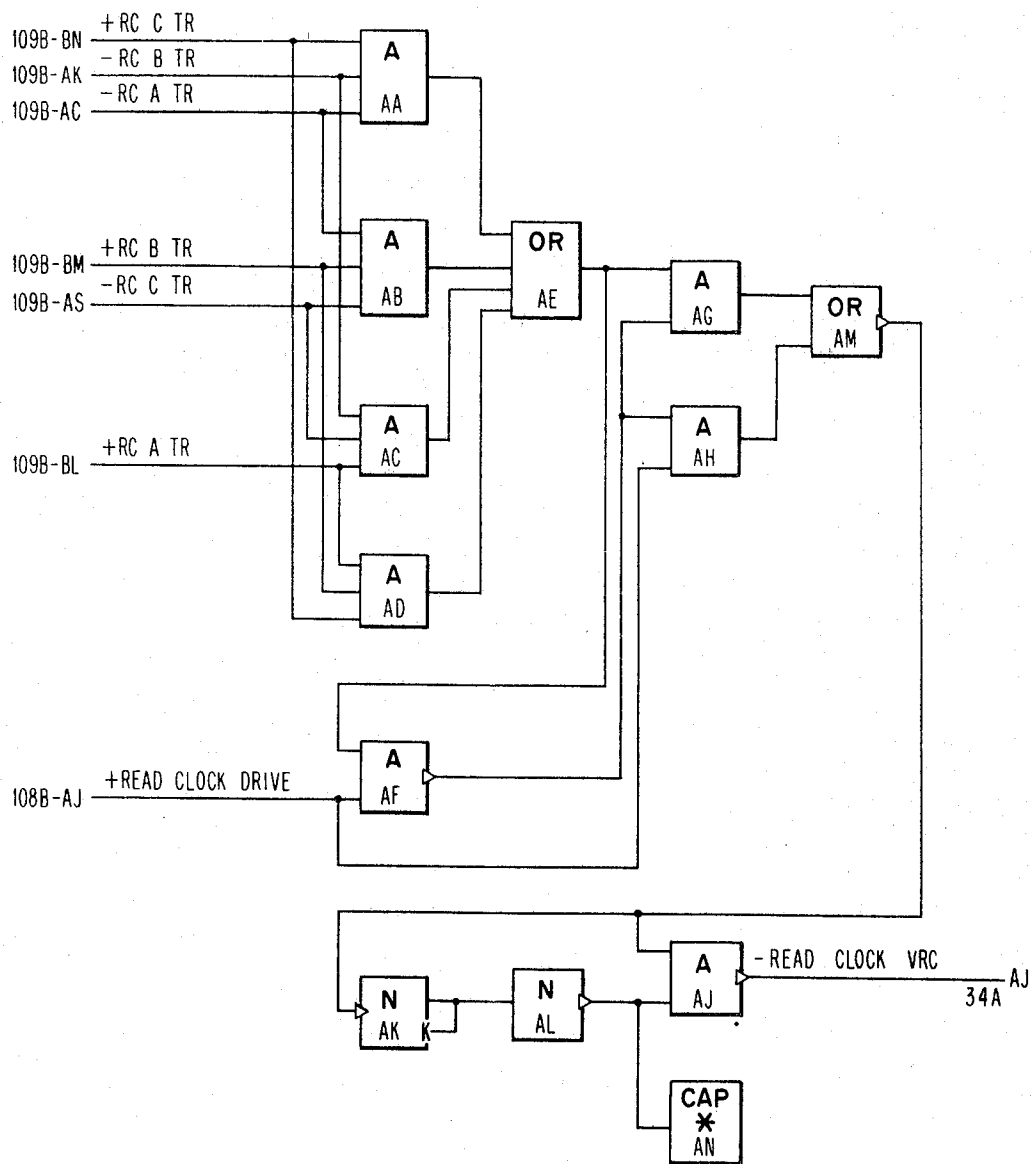 109B-BN +RC C TR
109B-AK -RC B TR
109B-AC -RC A TR
A
AA
109B-BM +RC B TR
109B-AS -RC C TR
A
AB
OR
AE
A
AG
OR
AM
109B-BL +RC A TR
A
AC
A
AH
A
AD
108B-AJ +READ CLOCK DRIVE
A
AF
N
AK K
N
AL
A
AJ
-READ CLOCK VRC AJ
34A
CAP
*
AN